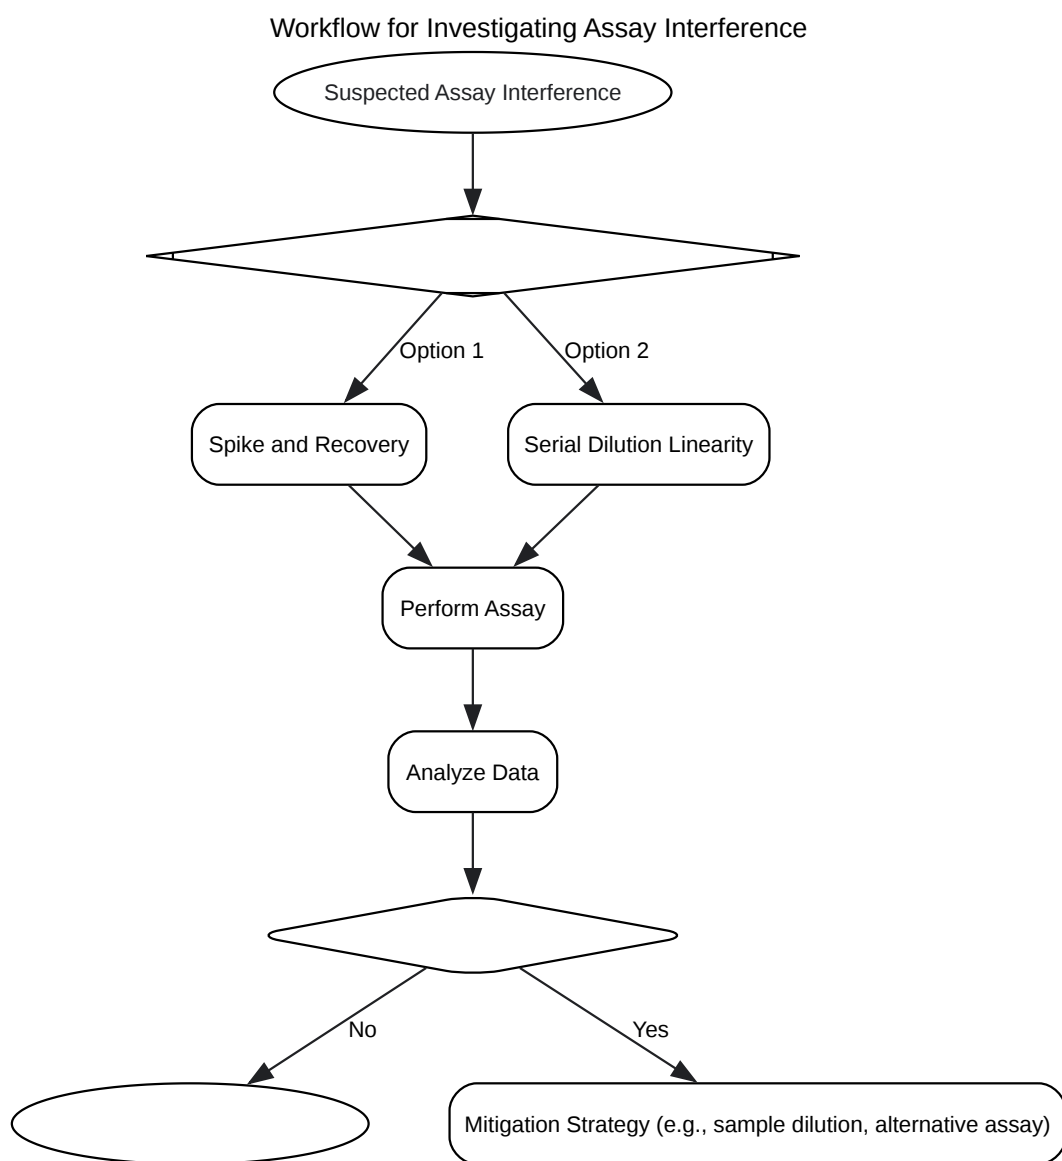 Workflow for Investigating Assay Interference
Suspected Assay Interference
Option 1
Option 2
Spike and Recovery
Serial Dilution Linearity
Perform Assay
Analyze Data
No
Yes
Mitigation Strategy (e.g., sample dilution, alternative assay)